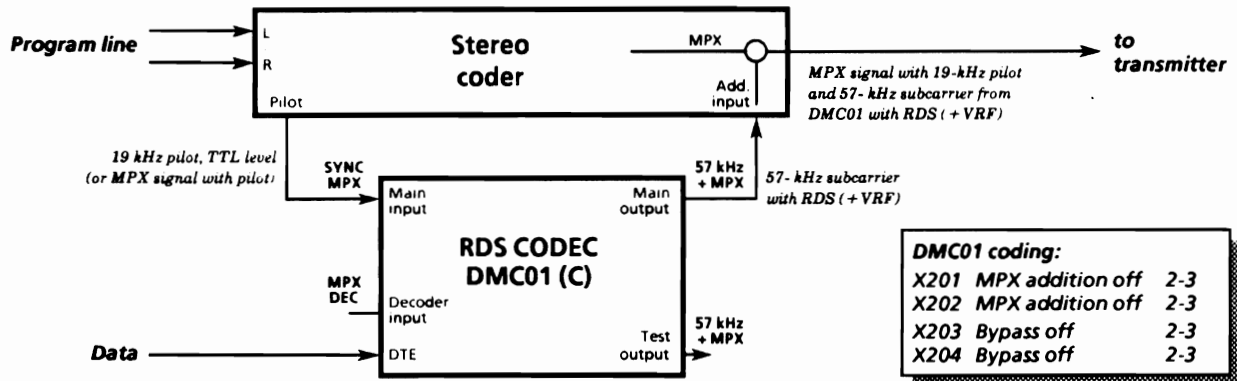 Program line
L
R
Pilot
Stereo
coder
MPX
Add.
input
to
transmitter
MPX signal with 19-kHz pilot
and 57- kHz subcarrier from
DMC01 with RDS ( + VRF)
19 kHz pilot, TTL level
(or MPX signal with pilot)
SYNC
MPX
Main
input
57 kHz
+ MPX
Main
output
57- kHz subcarrier
with RDS ( + VRF)
RDS CODEC
DMC01 (C)
MPX
DEC
Decoder
input
Data
DTE
Test
output
57 kHz
+ MPX
DMC01 coding:
X201 MPX addition off 2-3
X202 MPX addition off 2-3
X203 Bypass off 2-3
X204 Bypass off 2-3